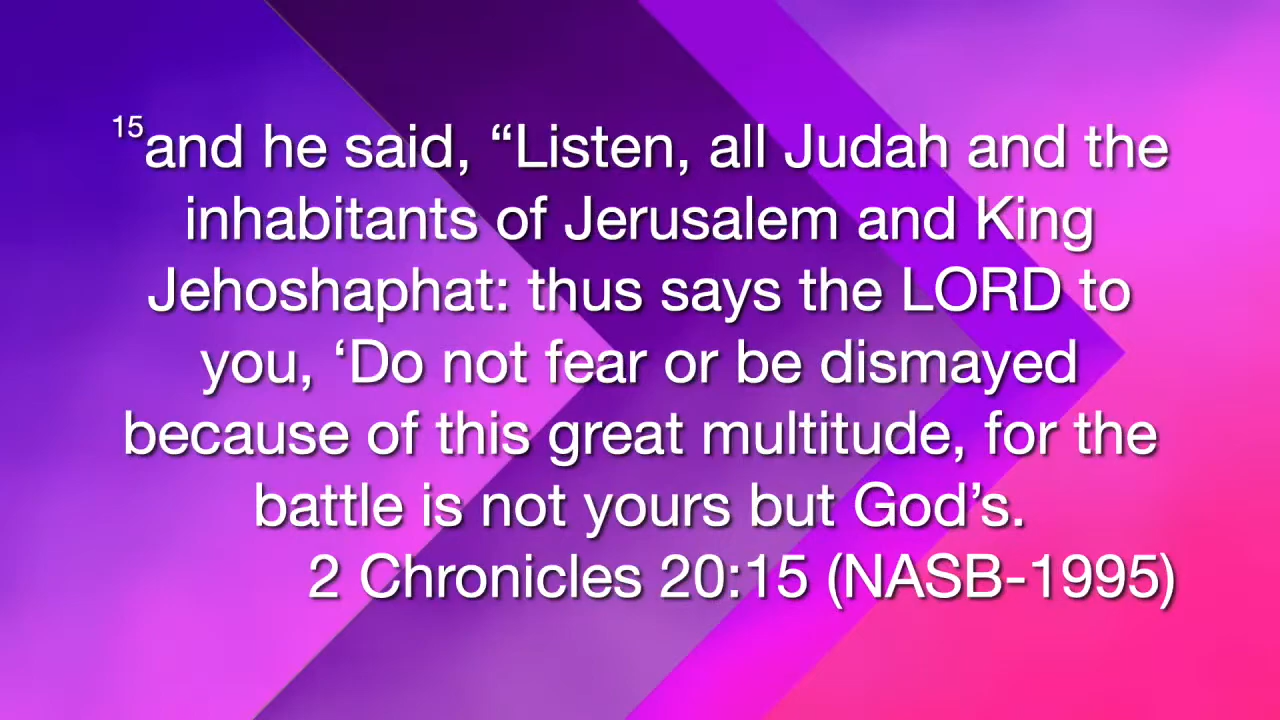 15and he said, “Listen, all Judah and the
inhabitants of Jerusalem and King
Jehoshaphat: thus says the LORD to
you, ‘Do not fear or be dismayed
because of this great multitude, for the
battle is not yours but God’s.
2 Chronicles 20:15 (NASB-1995)